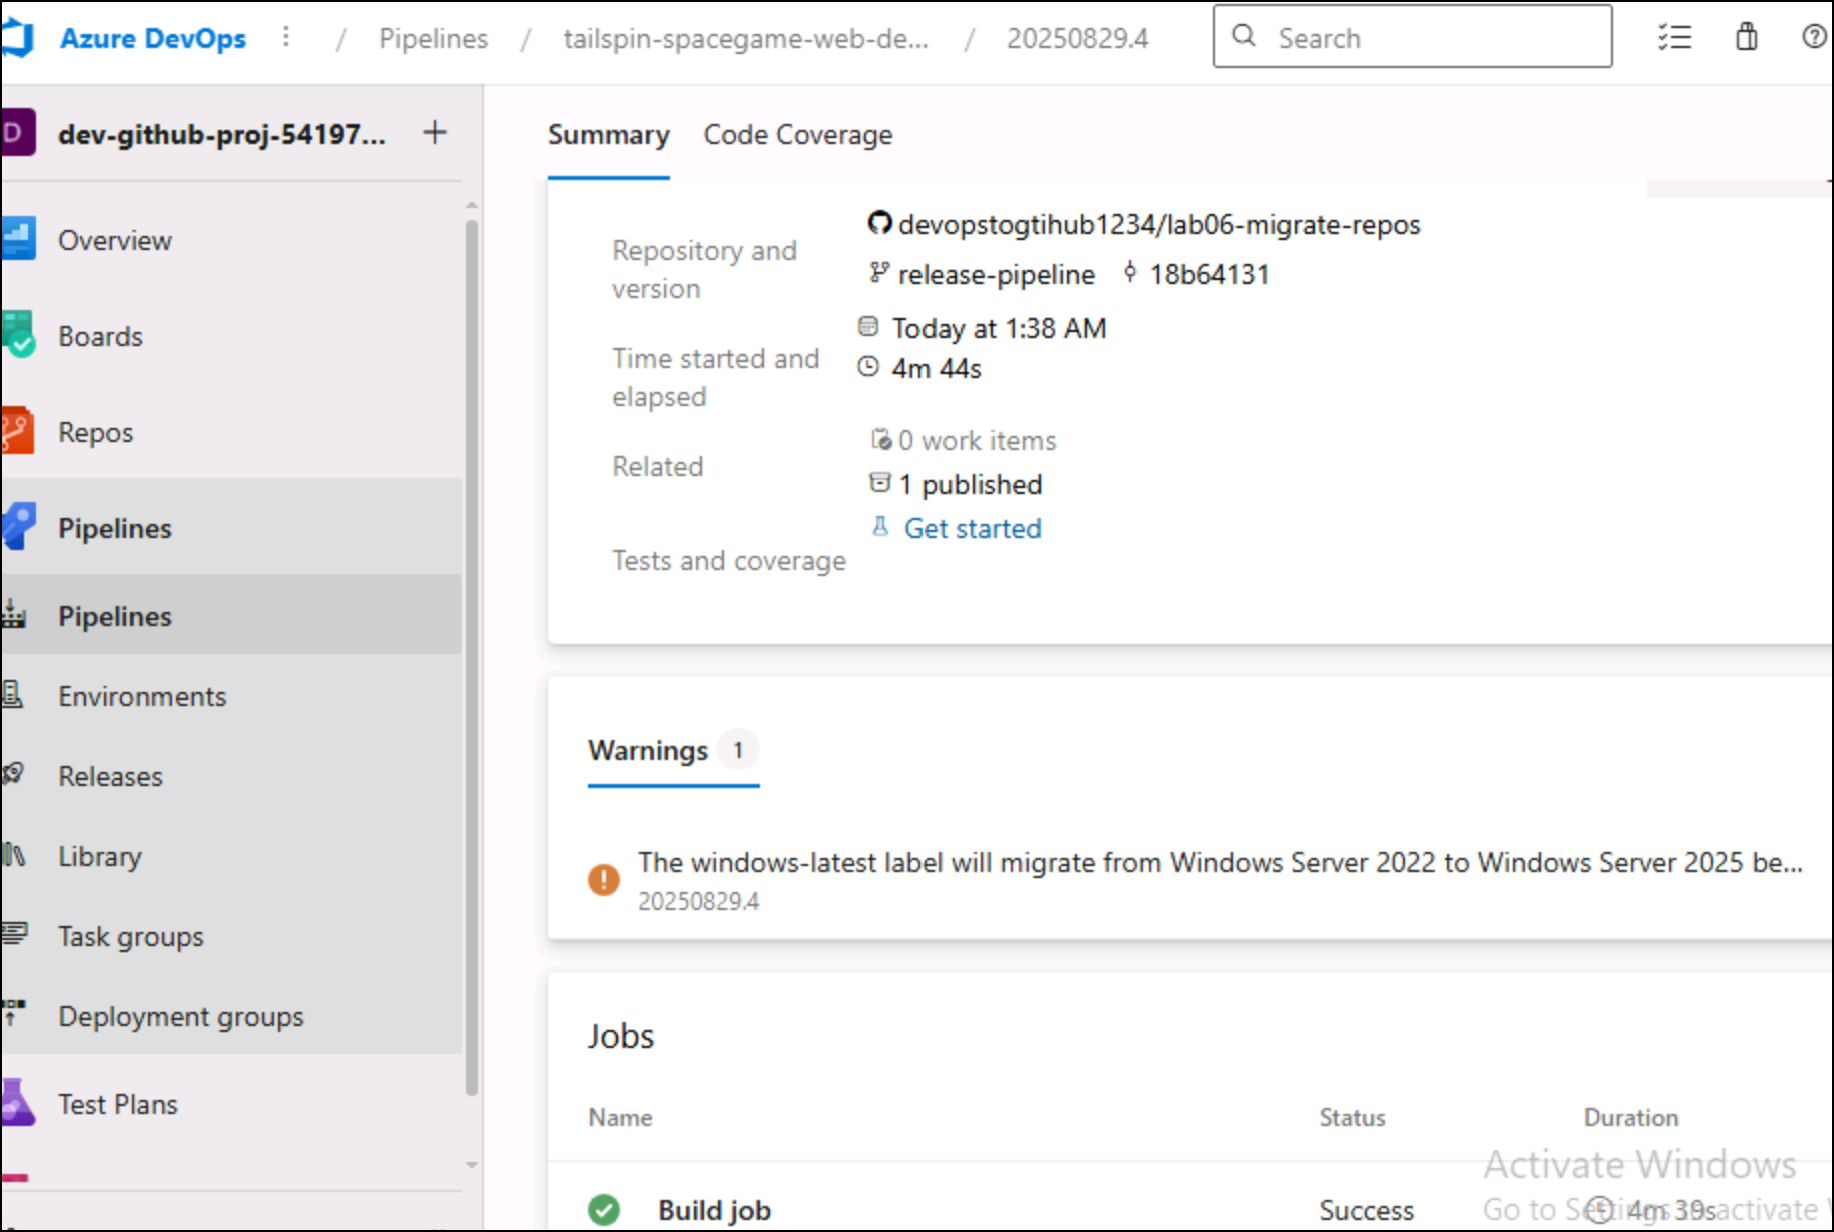 Azure DevOps / Pipelines / tailspin-spacegame-web-de... / 20250829.4 Search
D dev-github-proj-54197... +
Overview
Boards
Repos
Pipelines
Pipelines
Environments
Releases
Library
Task groups
Deployment groups
Test Plans
Summary Code Coverage
Repository and version
devopstogtihub1234/lab06-migrate-repos
release-pipeline 18b64131
Time started and elapsed
Today at 1:38 AM
4m 44s
Related
0 work items
1 published
Tests and coverage
Get started
Warnings 1
The windows-latest label will migrate from Windows Server 2022 to Windows Server 2025 be...
20250829.4
Jobs
Name Status Duration
Build job Success 4m 39s
Activate Windows
Go to Settings to activate